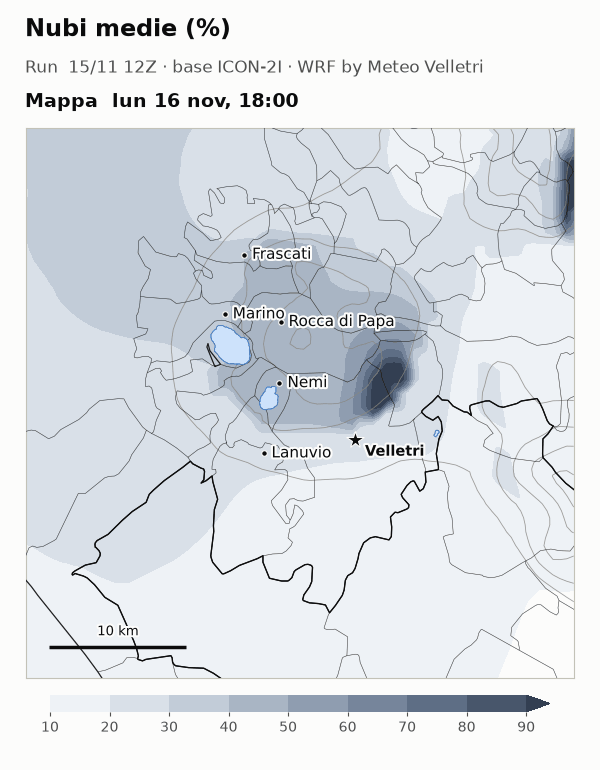 Nubi medie (%)
Run  15/11 12Z · base ICON-2I · WRF by Meteo Velletri
Mappa  lun 16 nov, 18:00
Frascati
Marino
Rocca di Papa
Nemi
Velletri
Lanuvio
10 km
10 20 30 40 50 60 70 80 90